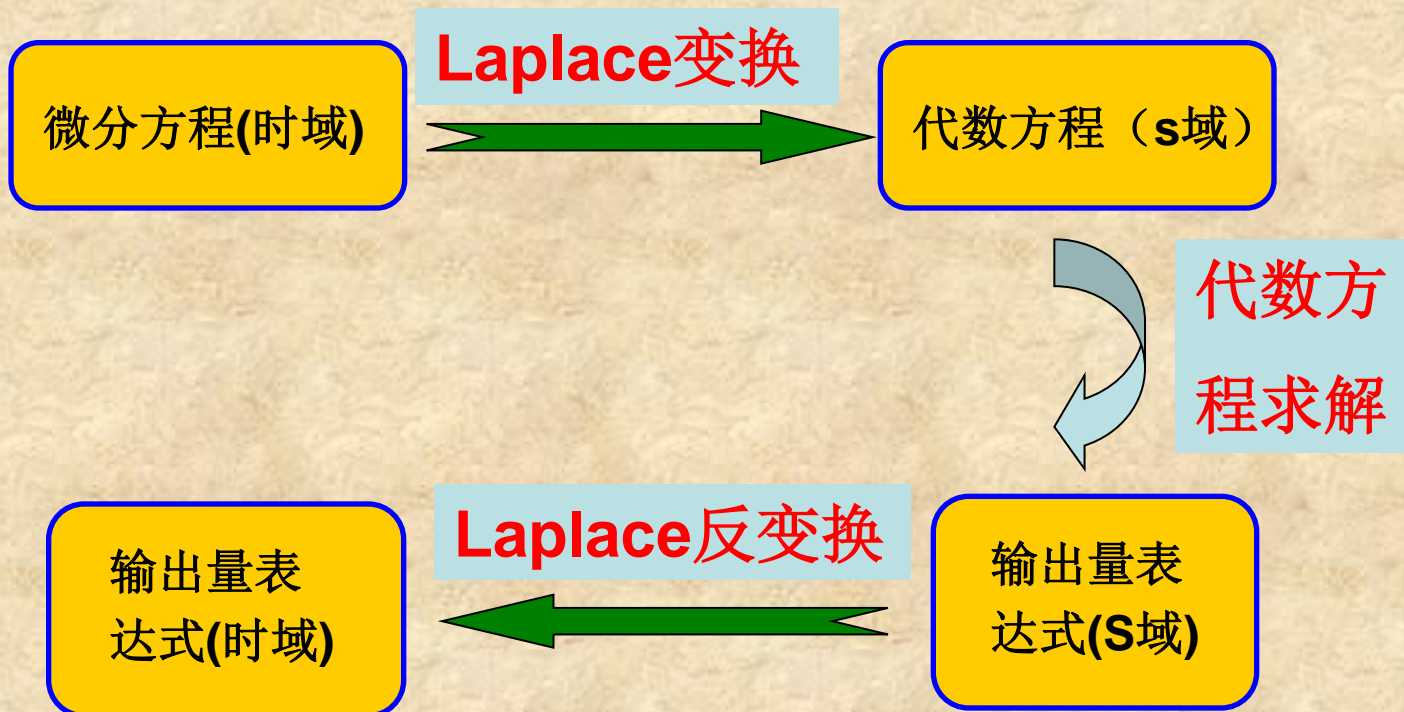 Laplace变换
微分方程(时域)
代数方程（s域）
代数方
程求解
Laplace反变换
输出量表
达式(S域)
输出量表
达式(时域)